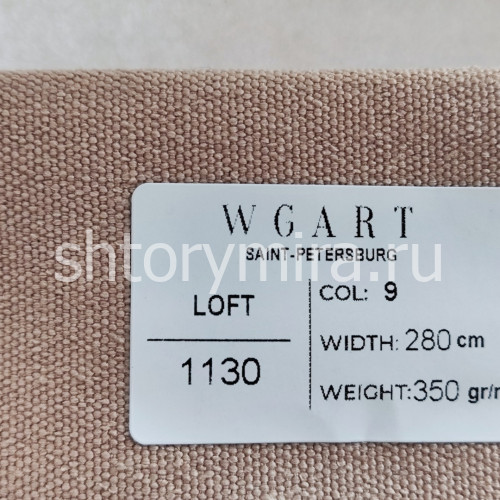 WGART
SAINT-PETERSBURG
shtorymira.ru
LOFT
1130
COL: 9
WIDTH: 280 cm
WEIGHT: 350 gr/